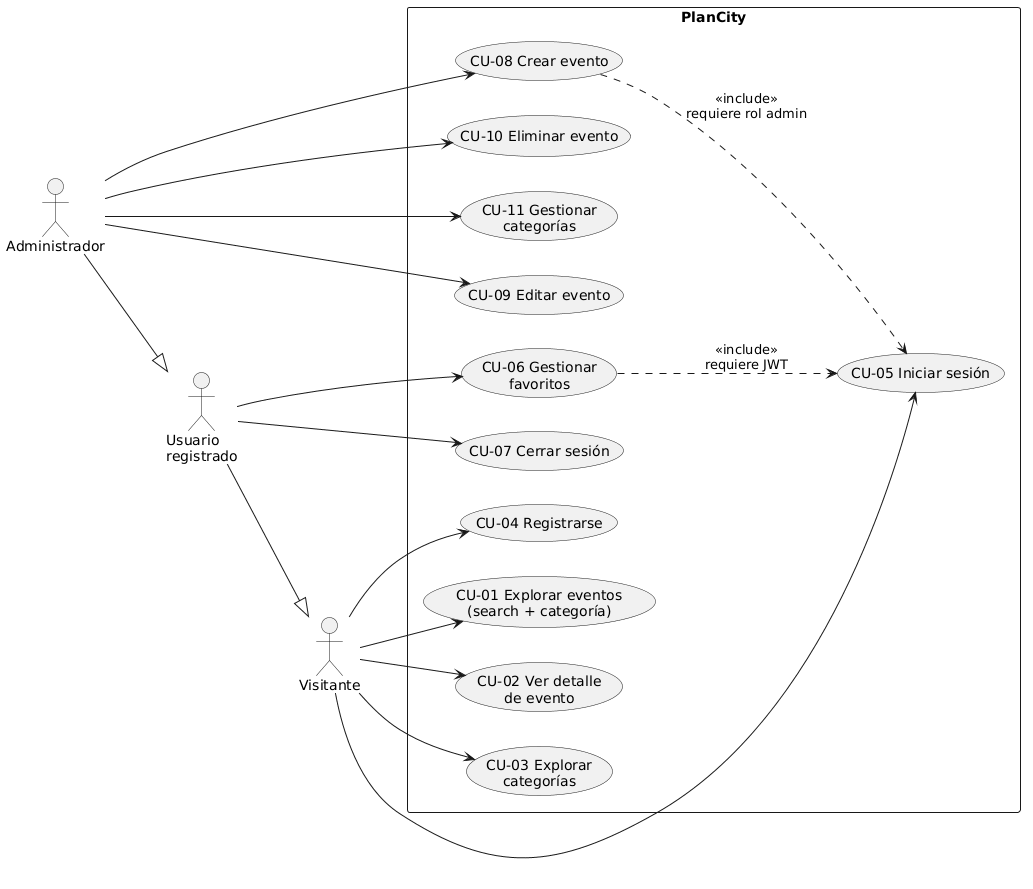 PlanCity
CU-08 Crear evento
«include»
requiere rol admin
CU-10 Eliminar evento
Administrador
CU-11 Gestionar
categorías
CU-09 Editar evento
CU-06 Gestionar
favoritos
«include»
requiere JWT
CU-05 Iniciar sesión
Usuario
registrado
CU-07 Cerrar sesión
CU-04 Registrarse
CU-01 Explorar eventos
(search + categoría)
Visitante
CU-02 Ver detalle
de evento
CU-03 Explorar
categorías